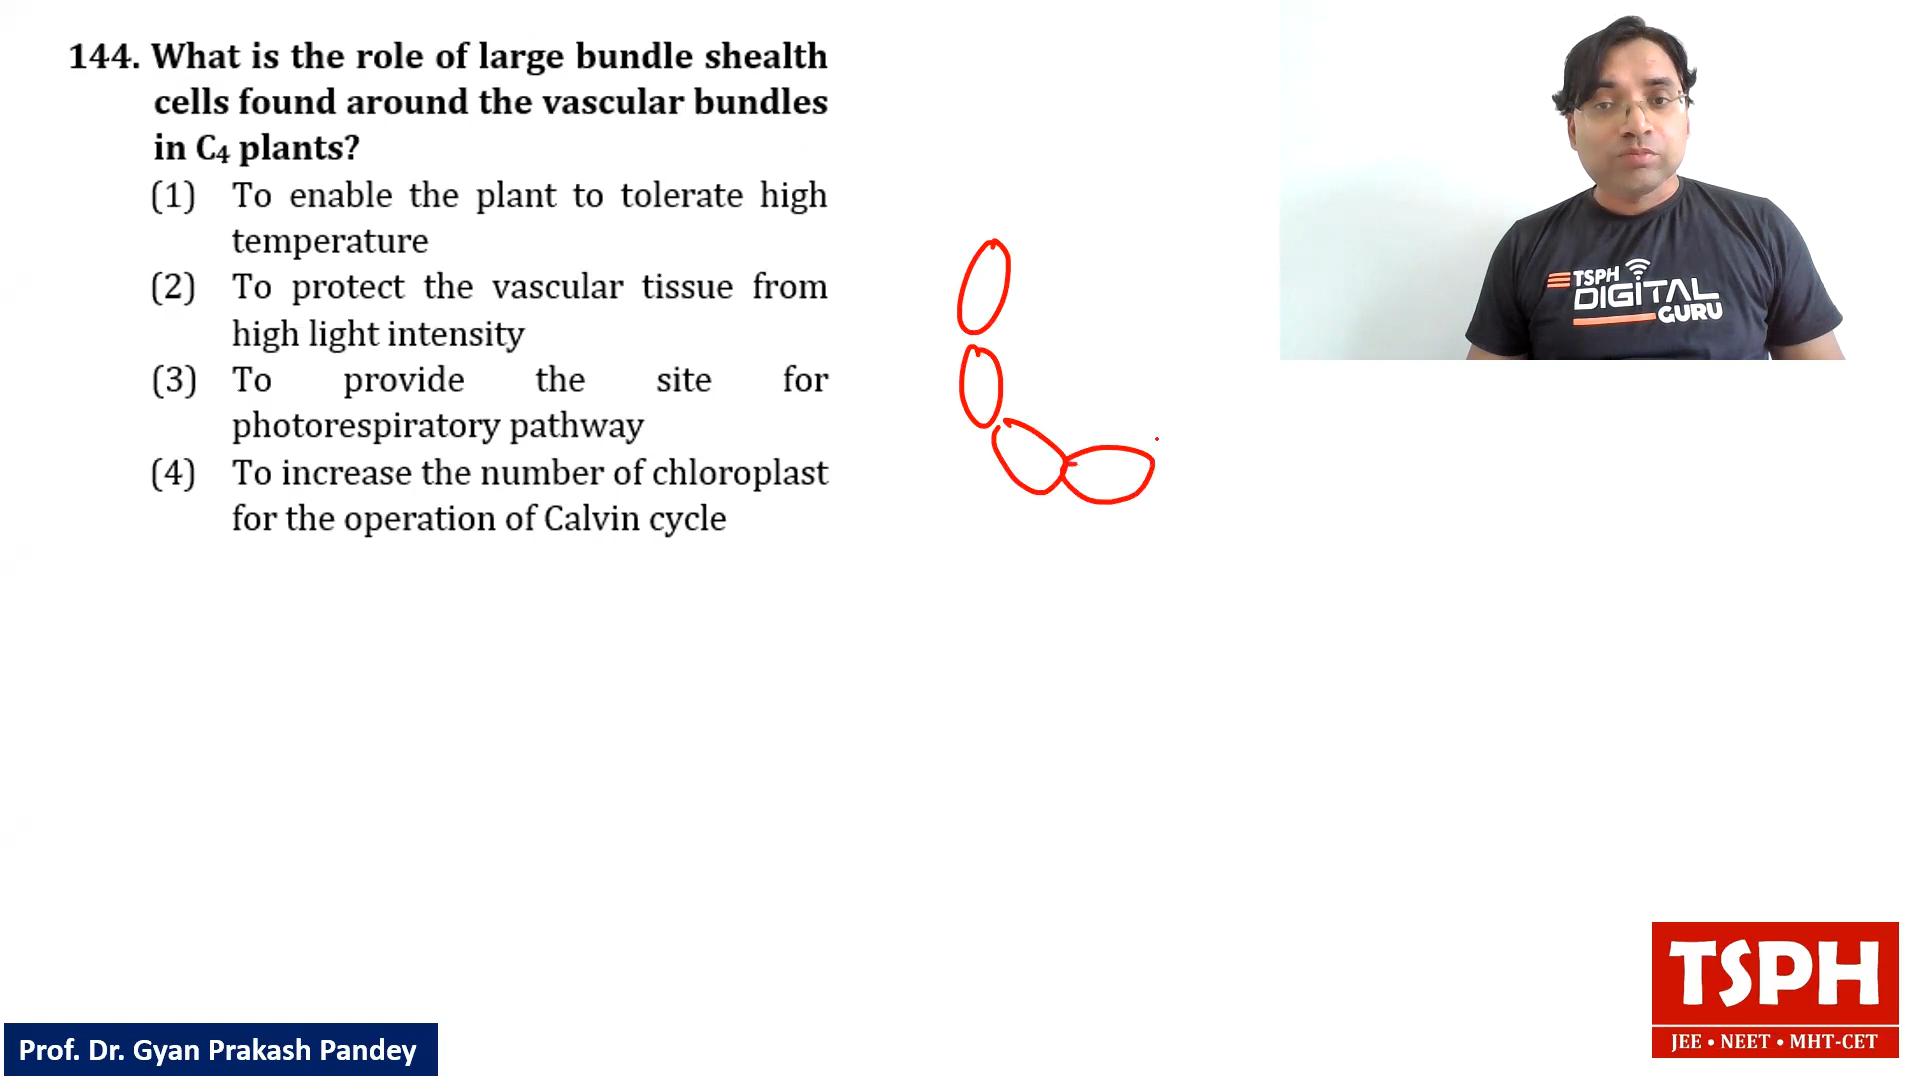 144. What is the role of large bundle shealth
cells found around the vascular bundles
in C4 plants?
(1) To enable the plant to tolerate high
temperature
(2) To protect the vascular tissue from
high light intensity
(3) To provide the site for
photorespiratory pathway
(4) To increase the number of chloroplast
for the operation of Calvin cycle
TSPH
DIGITAL
GURU
TSPH
JEE • NEET • MHT-CET
Prof. Dr. Gyan Prakash Pandey